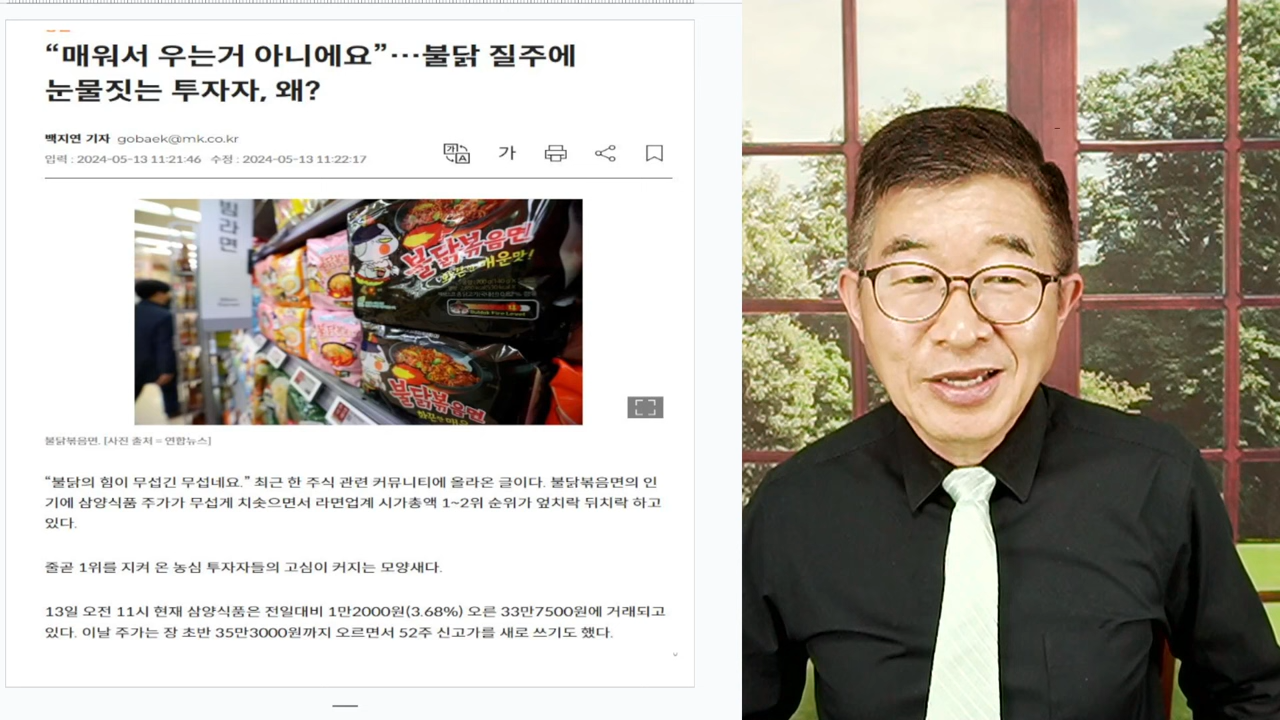 “매워서 우는거 아니에요”…불닭 질주에
눈물짓는 투자자, 왜?
백지연 기자 gobaek@mk.co.kr
입력 : 2024-05-13 11:21:46 수정 : 2024-05-13 11:22:17
가
라면
불닭볶음면
매운맛!
불닭볶음면
불닭볶음면. [사진 출처 = 연합뉴스]
“불닭의 힘이 무섭긴 무섭네요.” 최근 한 주식 관련 커뮤니티에 올라온 글이다. 불닭볶음면의 인
기에 삼양식품 주가가 무섭게 치솟으면서 라면업계 시가총액 1~2위 순위가 엎치락 뒤치락 하고
있다.
줄곧 1위를 지켜 온 농심 투자자들의 고심이 커지는 모양새다.
13일 오전 11시 현재 삼양식품은 전일대비 1만2000원(3.68%) 오른 33만7500원에 거래되고
있다. 이날 주가는 장 초반 35만3000원까지 오르면서 52주 신고가를 새로 쓰기도 했다.